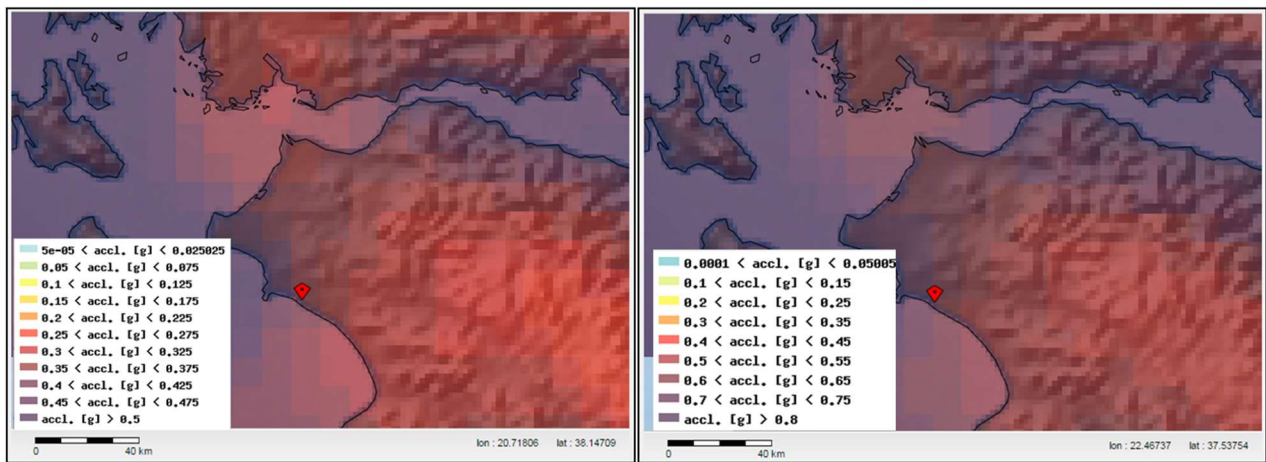 5e-05 < accl. [g] < 0.025025
0.05 < accl. [g] < 0.075
0.1 < accl. [g] < 0.125
0.15 < accl. [g] < 0.175
0.2 < accl. [g] < 0.225
0.25 < accl. [g] < 0.275
0.3 < accl. [g] < 0.325
0.35 < accl. [g] < 0.375
0.4 < accl. [g] < 0.425
0.45 < accl. [g] < 0.475
accl. [g] > 0.5
0 40 km
lon : 20.71806 lat : 38.14709
0.0001 < accl. [g] < 0.05005
0.1 < accl. [g] < 0.15
0.2 < accl. [g] < 0.25
0.3 < accl. [g] < 0.35
0.4 < accl. [g] < 0.45
0.5 < accl. [g] < 0.55
0.6 < accl. [g] < 0.65
0.7 < accl. [g] < 0.75
accl. [g] > 0.8
0 40 km
lon : 22.46737 lat : 37.53754